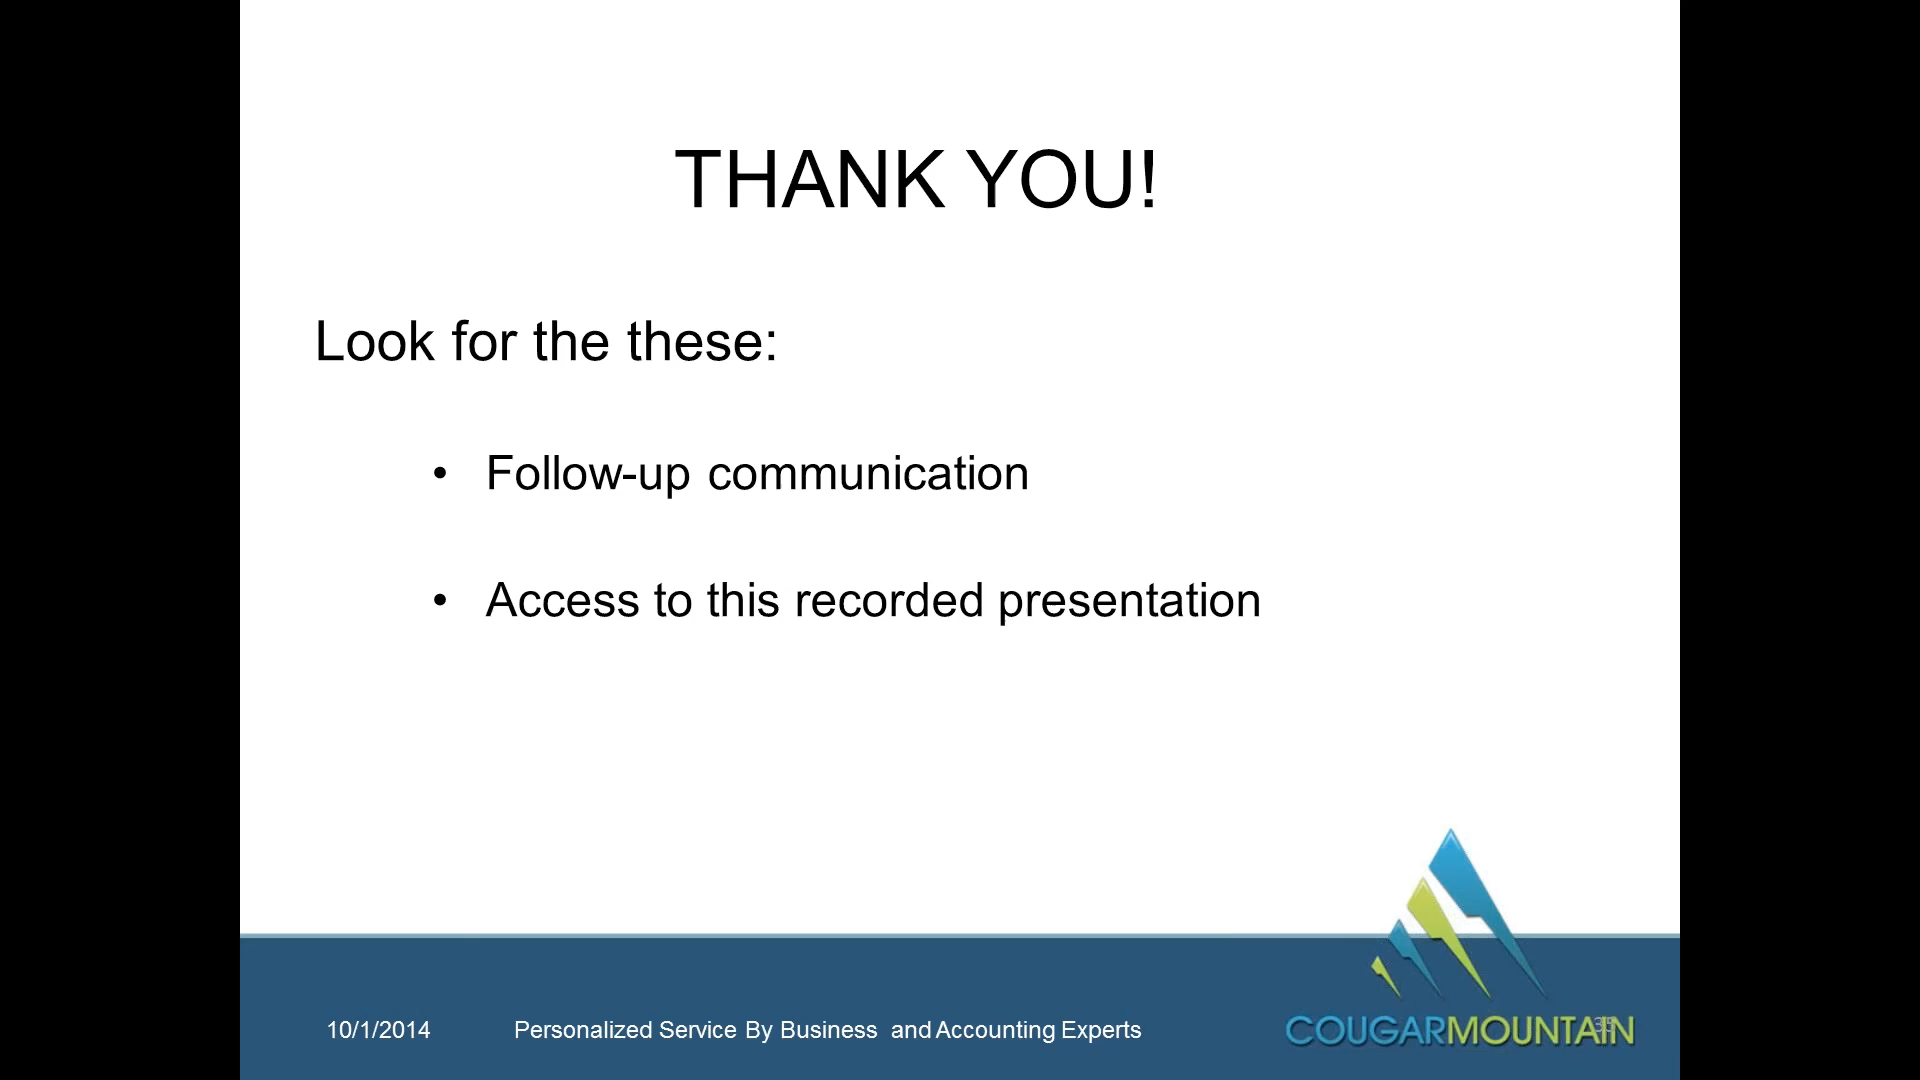 THANK YOU!
Look for the these:
• Follow-up communication
• Access to this recorded presentation
10/1/2014 Personalized Service By Business and Accounting Experts COUGARMOUNTAIN